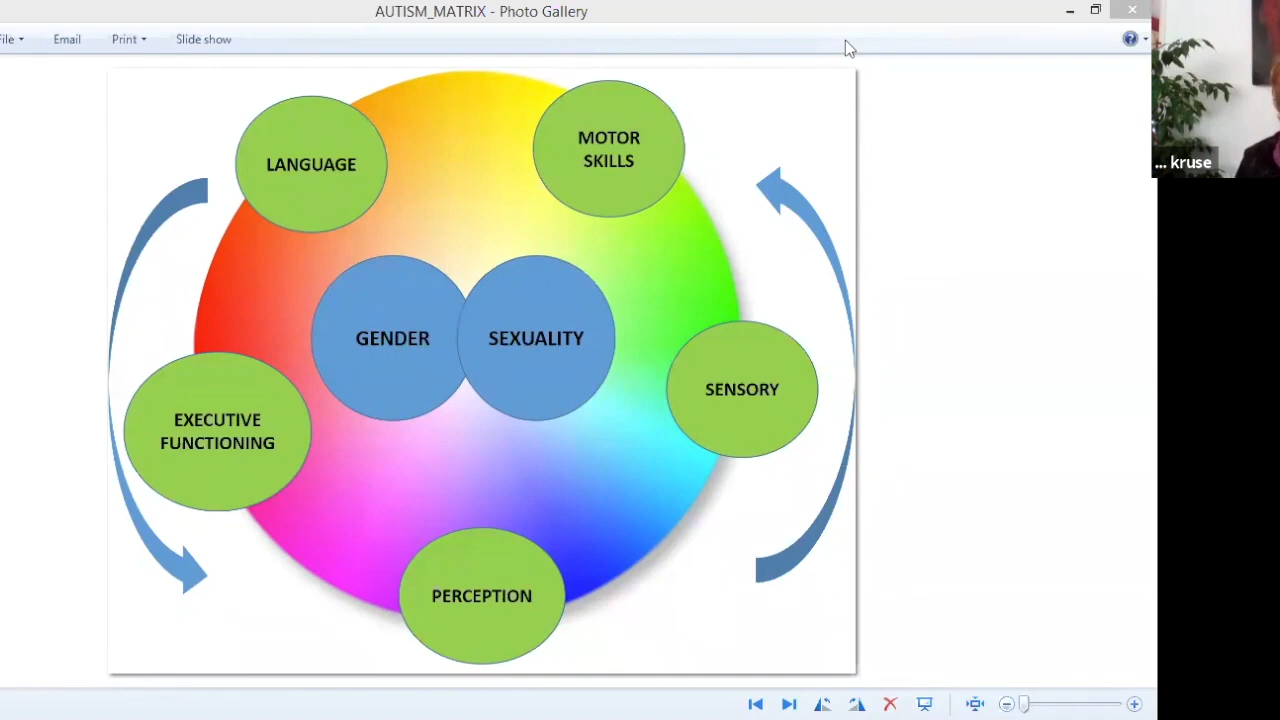 AUTISM_MATRIX - Photo Gallery
File Email Print Slide show
LANGUAGE
MOTOR
SKILLS
... kruse
GENDER
SEXUALITY
SENSORY
EXECUTIVE
FUNCTIONING
PERCEPTION